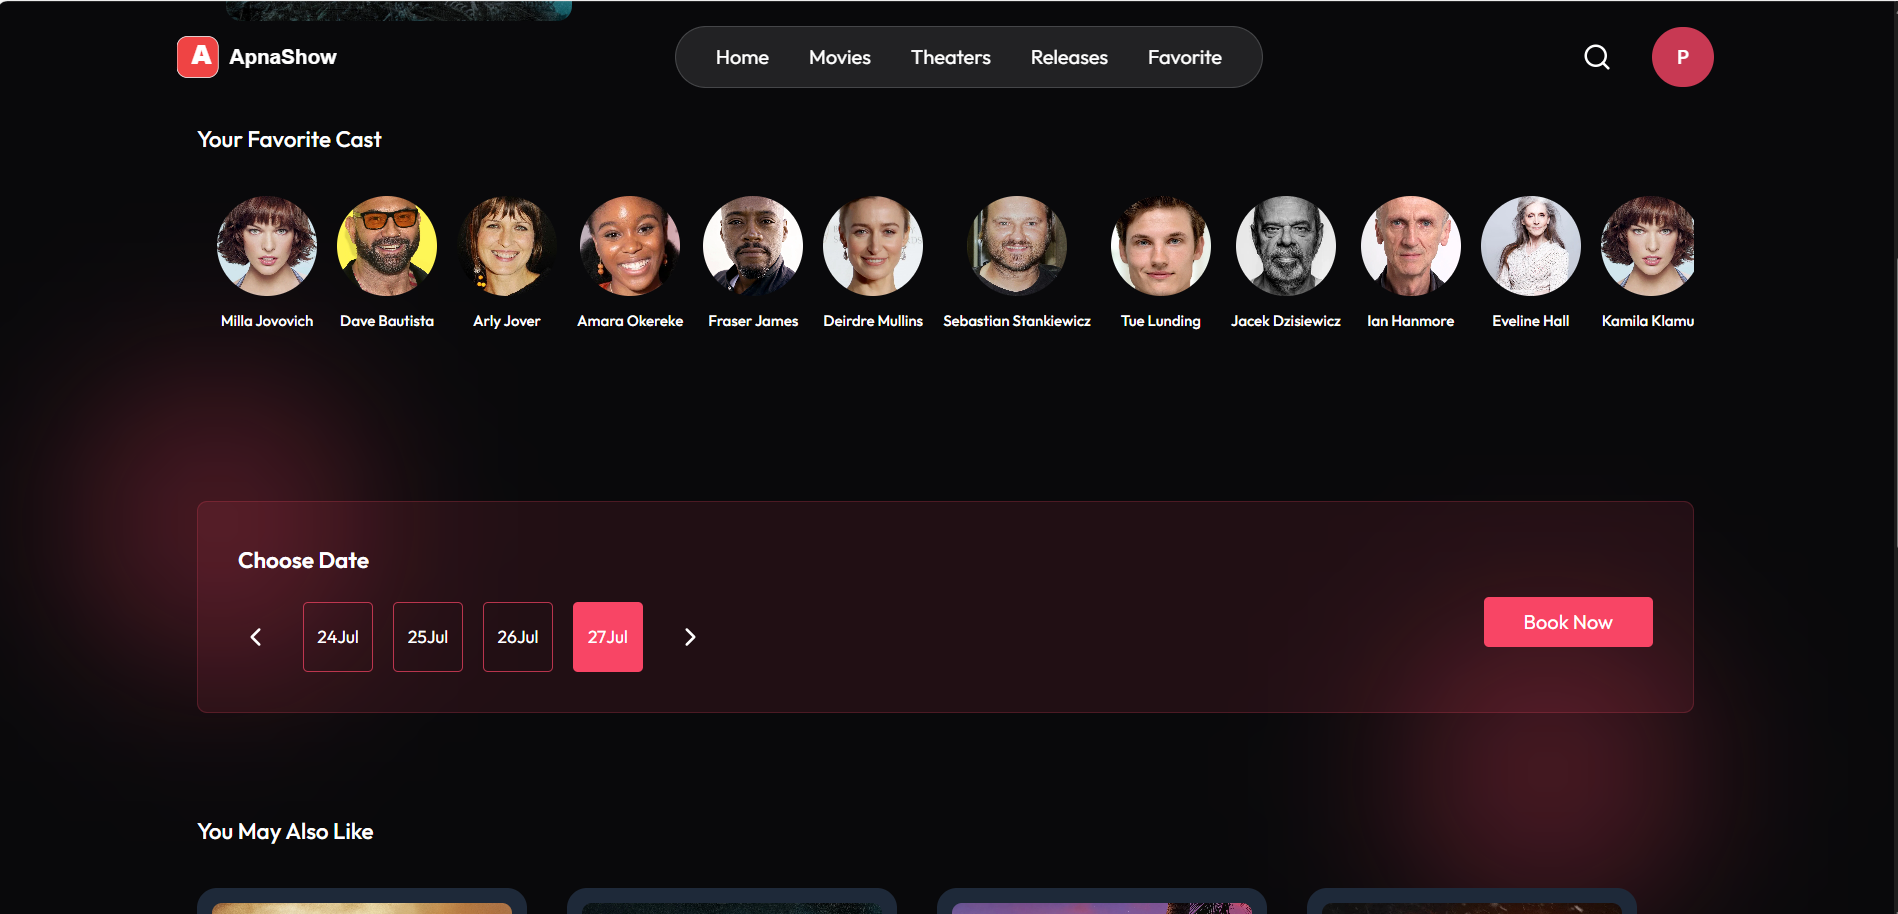 A ApnaShow
Home Movies Theaters Releases Favorite
P
Your Favorite Cast
Milla Jovovich Dave Bautista Arly Jover Amara Okereke Fraser James Deirdre Mullins Sebastian Stankiewicz Tue Lunding Jacek Dzisiewicz Ian Hanmore Eveline Hall Kamila Klamu
Choose Date
24Jul 25Jul 26Jul 27Jul
Book Now
You May Also Like